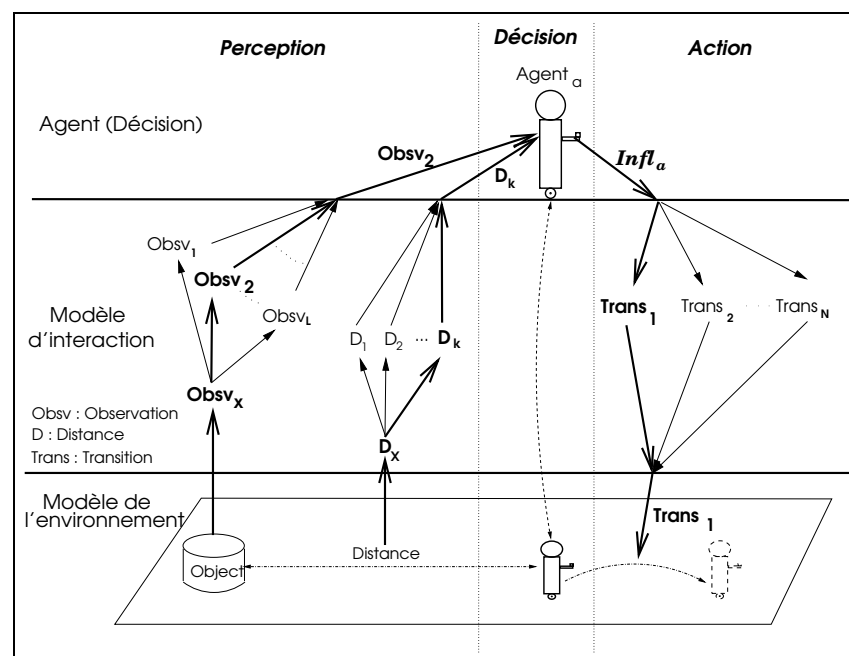 Perception
Décision
Action
Agent a
Agent (Décision)
Obsv2
Dk
Infla
Obsv1
Obsv2
ObsvL
Modèle
d'interaction
D1 D2 ... Dk
Trans1 Trans2 TransN
ObsvX
Obsv : Observation
D : Distance
Trans : Transition
DX
Modèle de
l'environnement
Trans1
Distance
Object